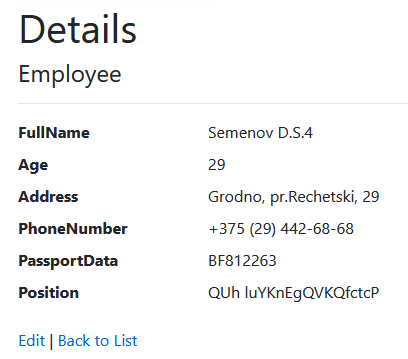 Details
Employee
FullName Semenov D.S.4
Age 29
Address Grodno, pr.Rechetski, 29
PhoneNumber +375 (29) 442-68-68
PassportData BF812263
Position QUh luYKnEgQVKQfctcP
Edit | Back to List